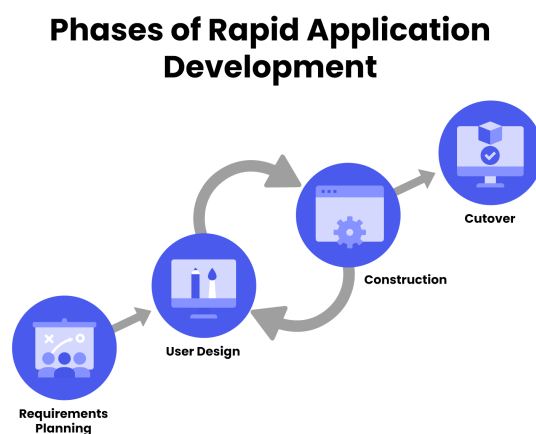 Phases of Rapid Application
Development
Cutover
Construction
User Design
Requirements
Planning